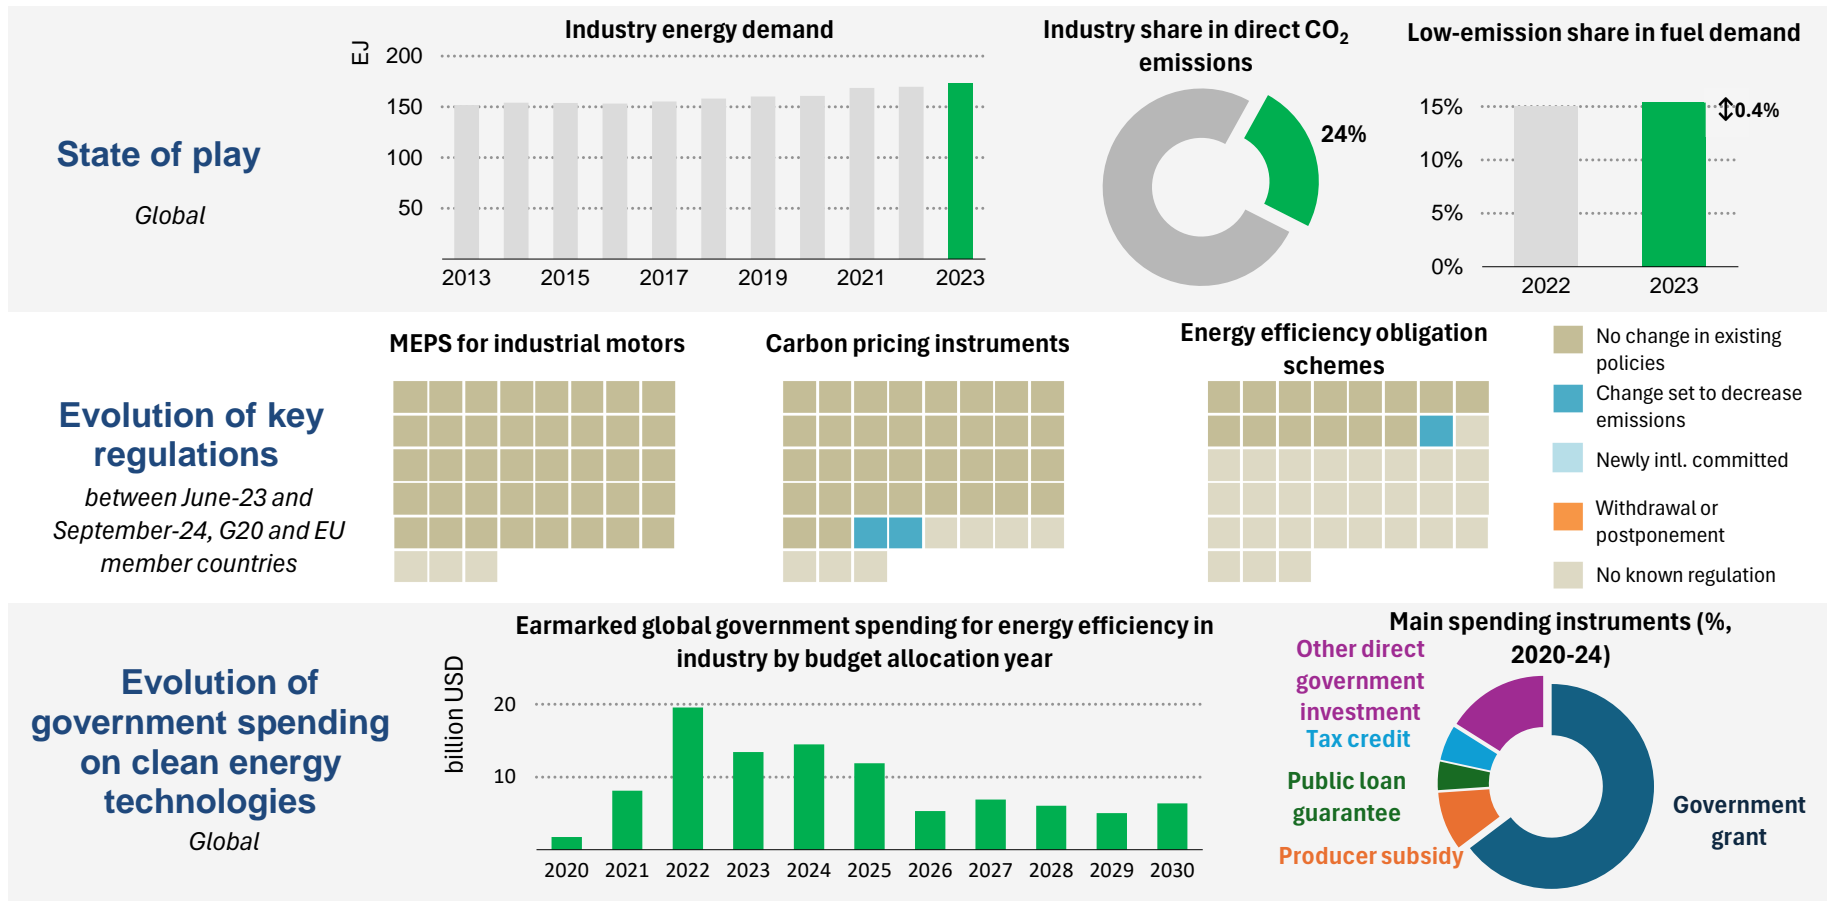 State of play
Global
Industry energy demand
EJ
200
150
100
50
2013
2015
2017
2019
2021
2023
Industry share in direct CO₂
emissions
24%
Low-emission share in fuel demand
15%
10%
5%
0%
0.4%
2022
2023
Evolution of key
regulations
between June-23 and
September-24, G20 and EU
member countries
MEPS for industrial motors
Carbon pricing instruments
Energy efficiency obligation
schemes
No change in existing
policies
Change set to decrease
emissions
Newly intl. committed
Withdrawal or
postponement
No known regulation
Evolution of
government spending
on clean energy
technologies
Global
Earmarked global government spending for energy efficiency in
industry by budget allocation year
billion USD
20
10
2020
2021
2022
2023
2024
2025
2026
2027
2028
2029
2030
Main spending instruments (%,
2020-24)
Other direct
government
investment
Tax credit
Public loan
guarantee
Producer subsidy
Government
grant